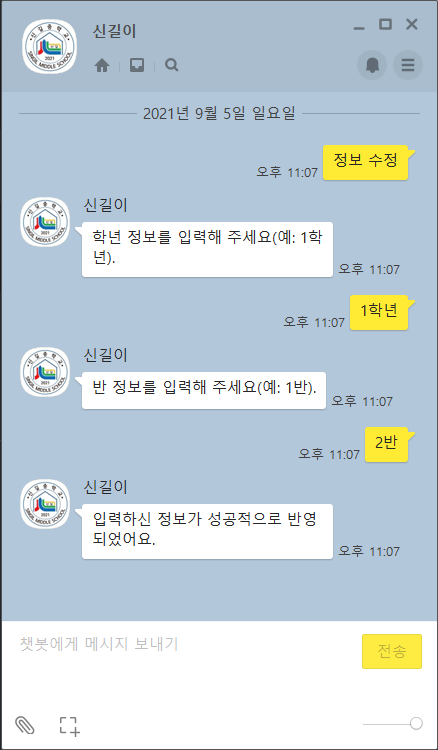 신길이
2021년 9월 5일 일요일
정보 수정
오후 11:07
신길이
학년 정보를 입력해 주세요(예: 1학
년).
오후 11:07
1학년
오후 11:07
신길이
반 정보를 입력해 주세요(예: 1반).
오후 11:07
2반
오후 11:07
신길이
입력하신 정보가 성공적으로 반영
되었어요.
오후 11:07
챗봇에게 메시지 보내기
전송